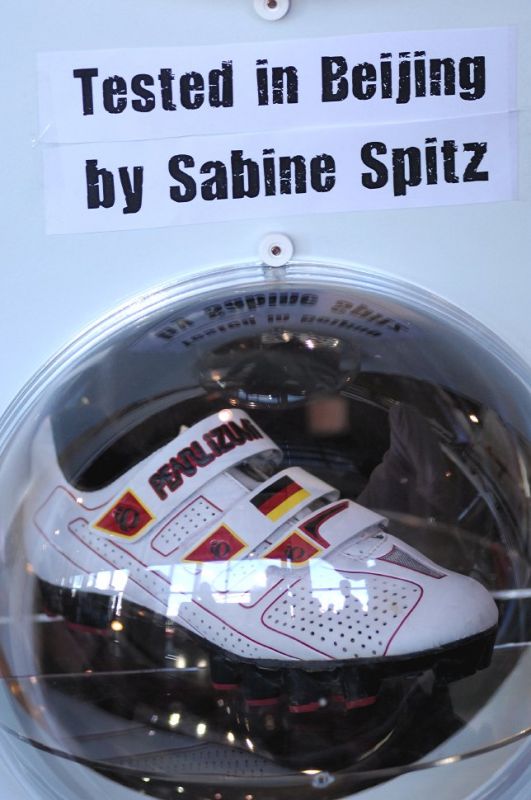 Tested in Beijing
by Sabine Spitz
PEARL IZUMI